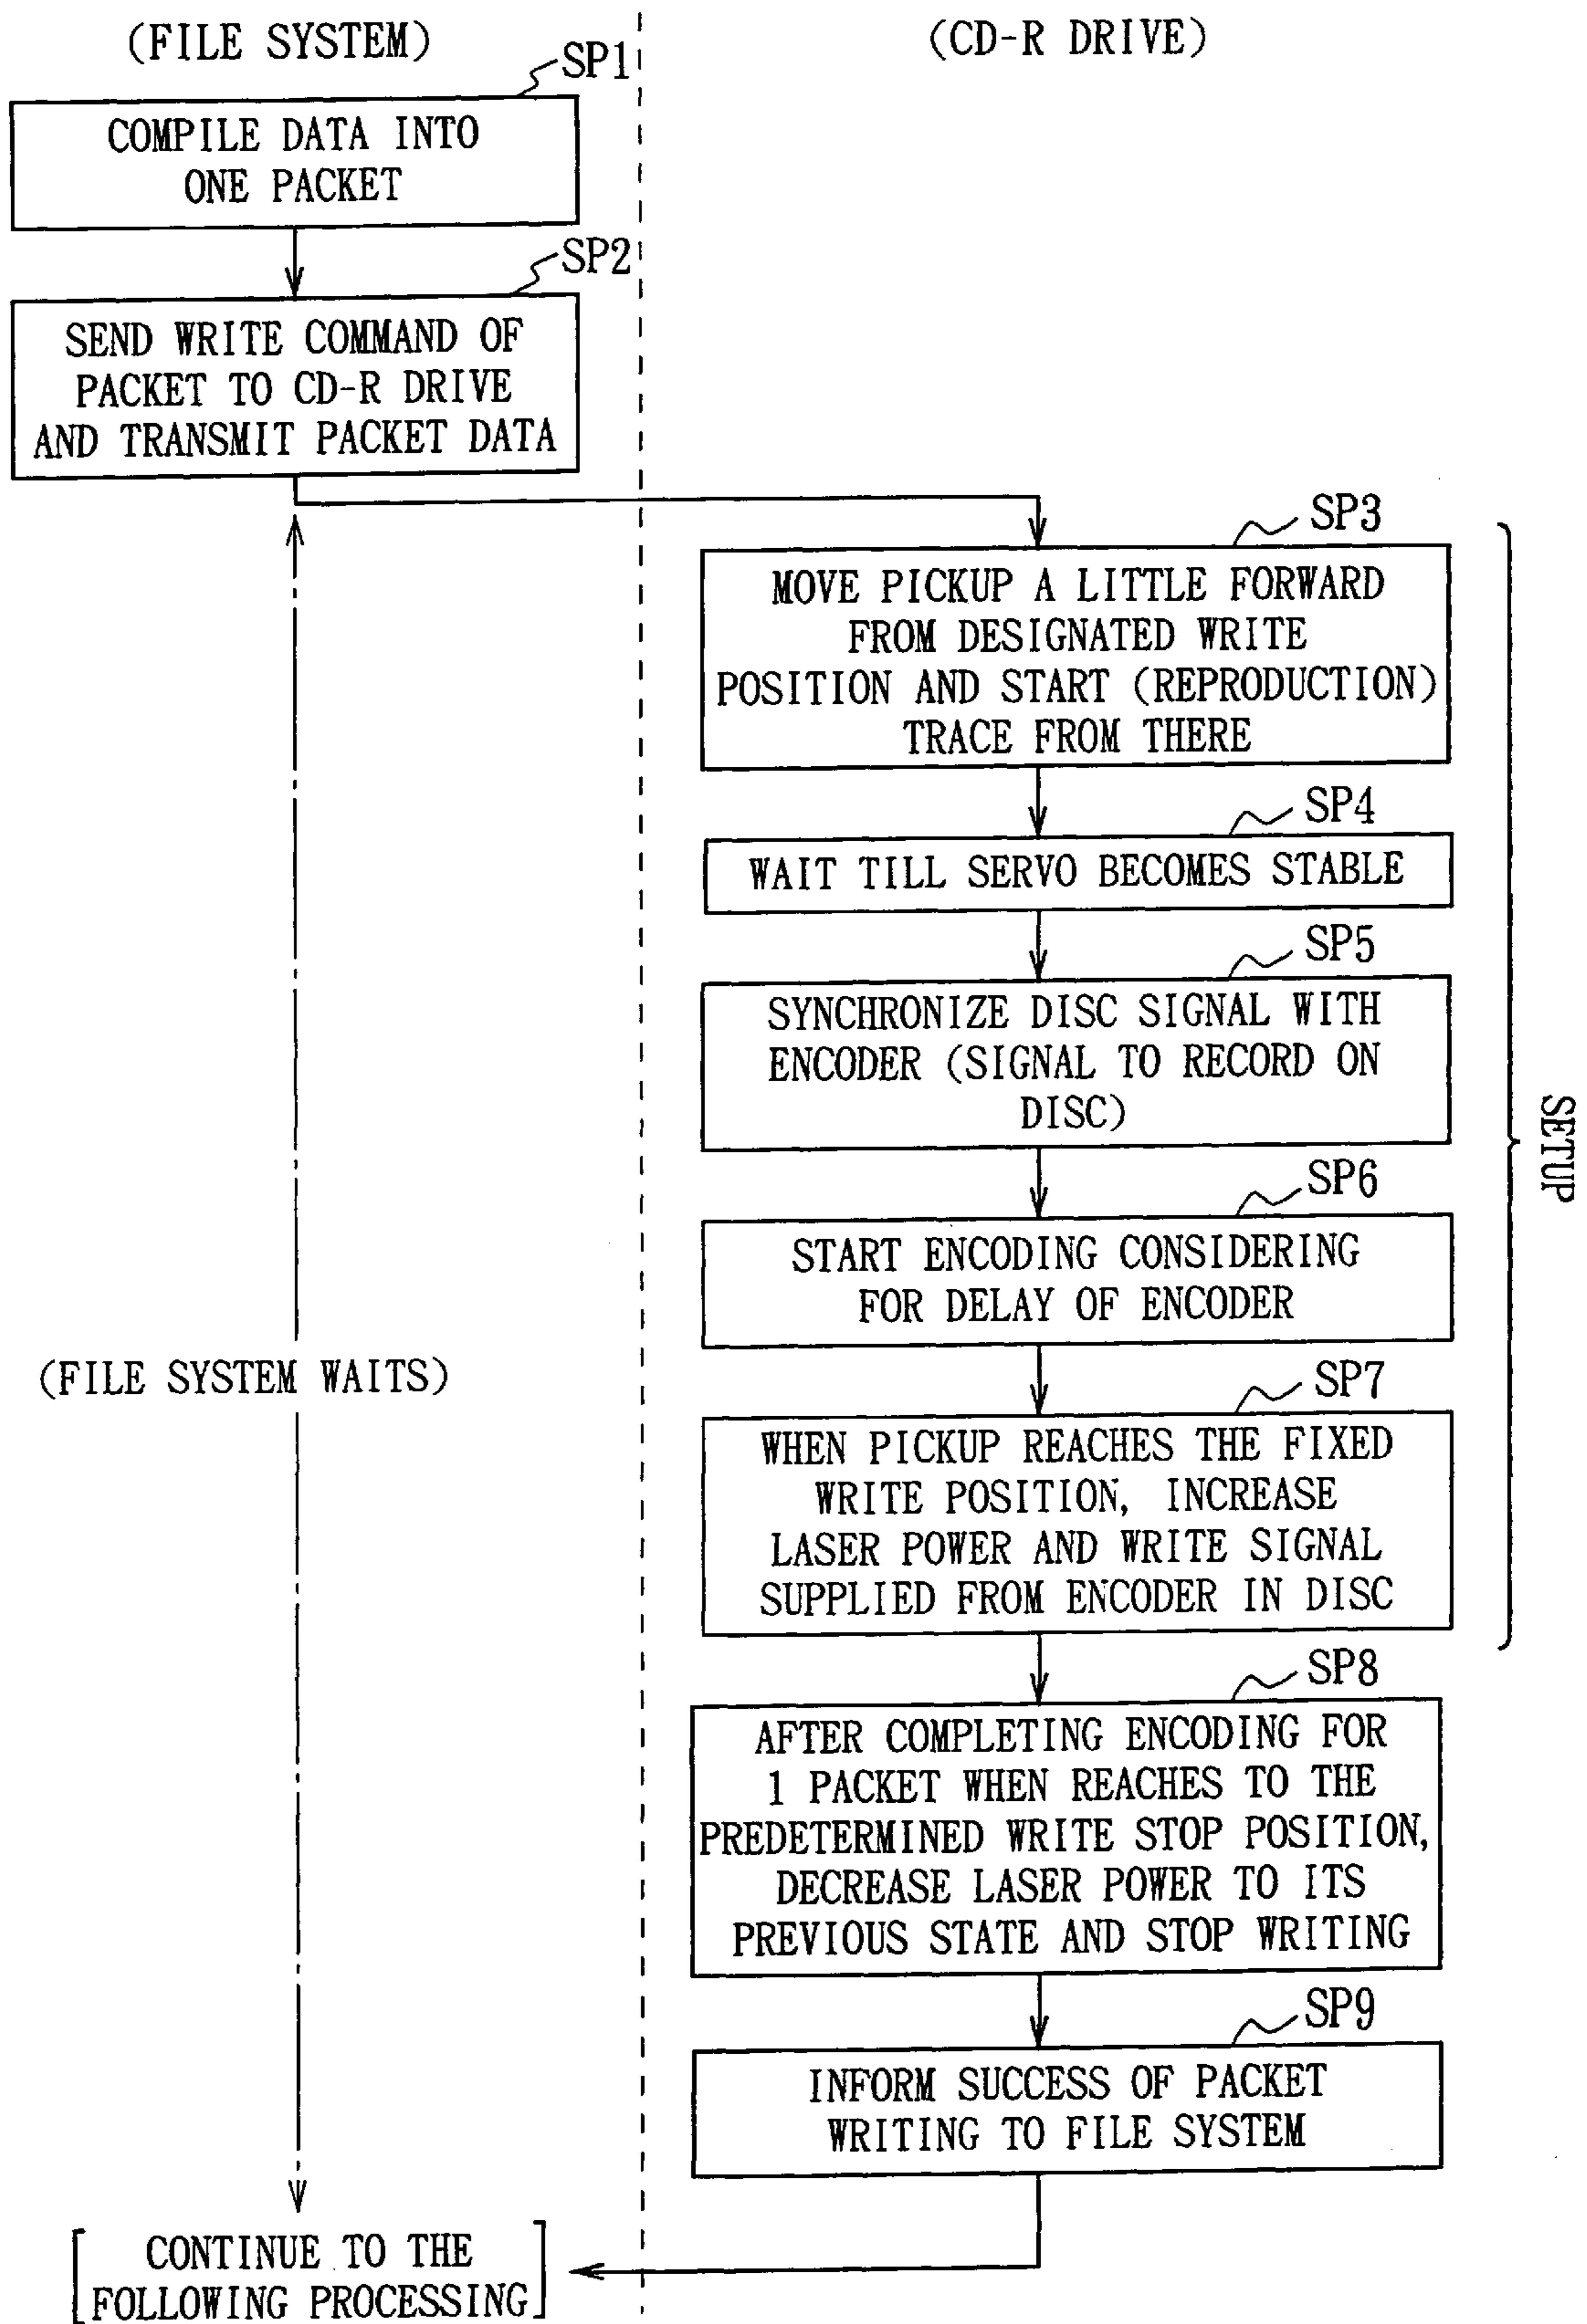 (FILE SYSTEM)
(CD-R DRIVE)
SP1
COMPILE DATA INTO
ONE PACKET
SP2
SEND WRITE COMMAND OF
PACKET TO CD-R DRIVE
AND TRANSMIT PACKET DATA
SP3
MOVE PICKUP A LITTLE FORWARD
FROM DESIGNATED WRITE
POSITION AND START (REPRODUCTION)
TRACE FROM THERE
SP4
WAIT TILL SERVO BECOMES STABLE
SP5
SYNCHRONIZE DISC SIGNAL WITH
ENCODER (SIGNAL TO RECORD ON
DISC)
SETUP
SP6
START ENCODING CONSIDERING
FOR DELAY OF ENCODER
(FILE SYSTEM WAITS)
SP7
WHEN PICKUP REACHES THE FIXED
WRITE POSITION, INCREASE
LASER POWER AND WRITE SIGNAL
SUPPLIED FROM ENCODER IN DISC
SP8
AFTER COMPLETING ENCODING FOR
1 PACKET WHEN REACHES TO THE
PREDETERMINED WRITE STOP POSITION,
DECREASE LASER POWER TO ITS
PREVIOUS STATE AND STOP WRITING
SP9
INFORM SUCCESS OF PACKET
WRITING TO FILE SYSTEM
CONTINUE TO THE
FOLLOWING PROCESSING